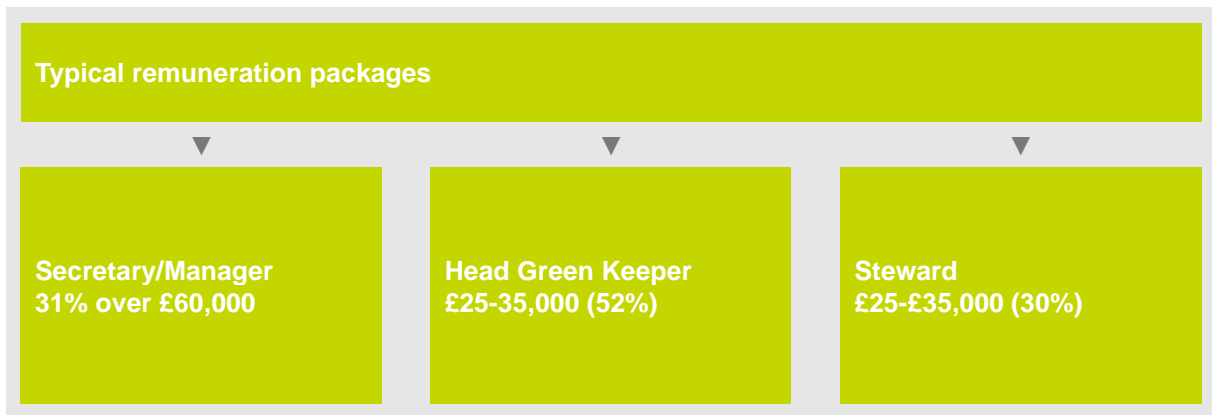 Typical remuneration packages
Secretary/Manager
31% over £60,000
Head Green Keeper
£25-35,000 (52%)
Steward
£25-£35,000 (30%)